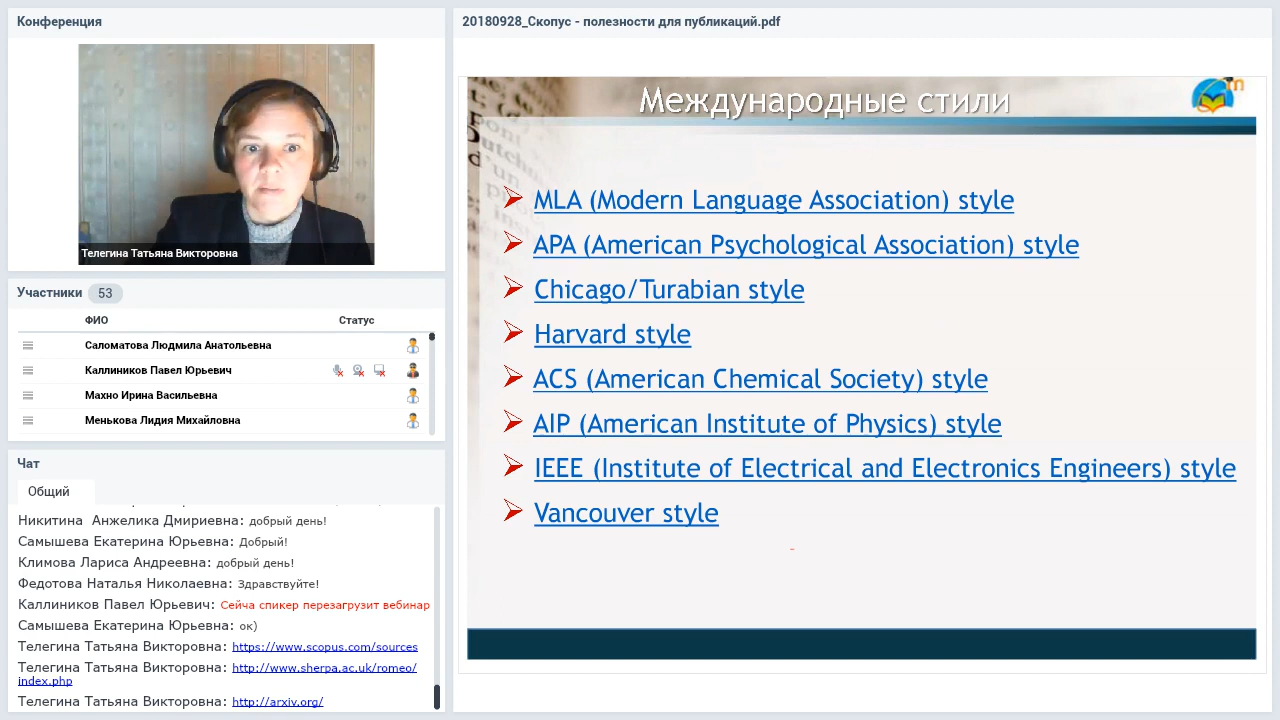 Конференция
Телегина Татьяна Викторовна
Участники 53
ФИО Статус
Саломатова Людмила Анатольевна
Каллиников Павел Юрьевич
Махно Ирина Васильевна
Менькова Лидия Михайловна
Чат
Общий
Никитина Анжелика Дмириевна: добрый день!
Самышева Екатерина Юрьевна: Добрый!
Климова Лариса Андреевна: добрый день!
Федотова Наталья Николаевна: Здравствуйте!
Каллиников Павел Юрьевич: Сейча спикер перезагрузит вебинар
Самышева Екатерина Юрьевна: ок)
Телегина Татьяна Викторовна: https://www.scopus.com/sources
Телегина Татьяна Викторовна: http://www.sherpa.ac.uk/romeo/
index.php
Телегина Татьяна Викторовна: http://arxiv.org/
20180928_Скопус - полезности для публикаций.pdf
Международные стили
MLA (Modern Language Association) style
APA (American Psychological Association) style
Chicago/Turabian style
Harvard style
ACS (American Chemical Society) style
AIP (American Institute of Physics) style
IEEE (Institute of Electrical and Electronics Engineers) style
Vancouver style